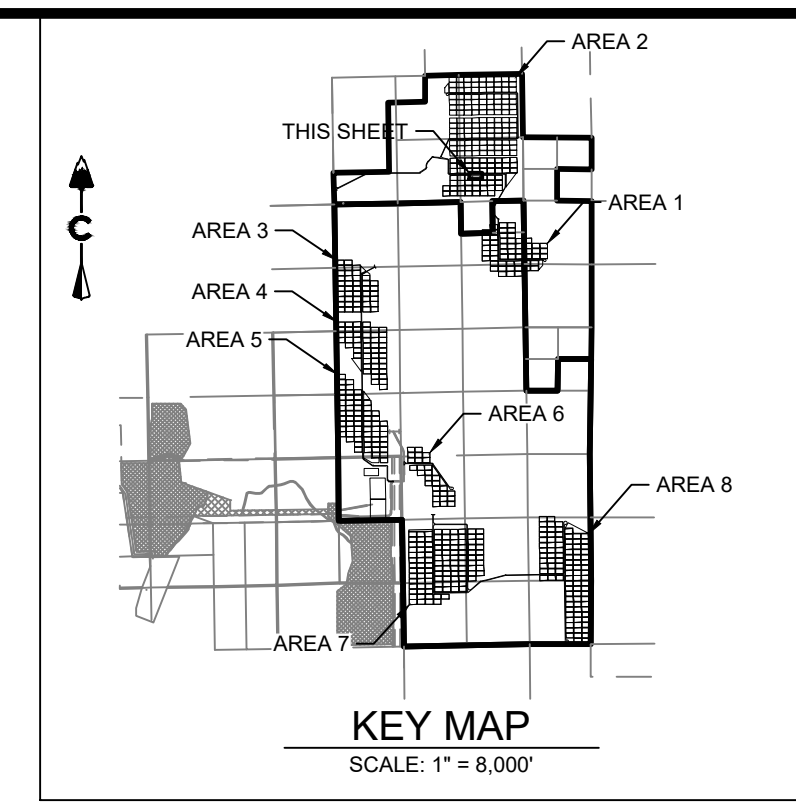 AREA 2
THIS SHEET
AREA 1
AREA 3
C
AREA 4
AREA 5
AREA 6
AREA 8
AREA 7
KEY MAP
SCALE: 1" = 8,000'